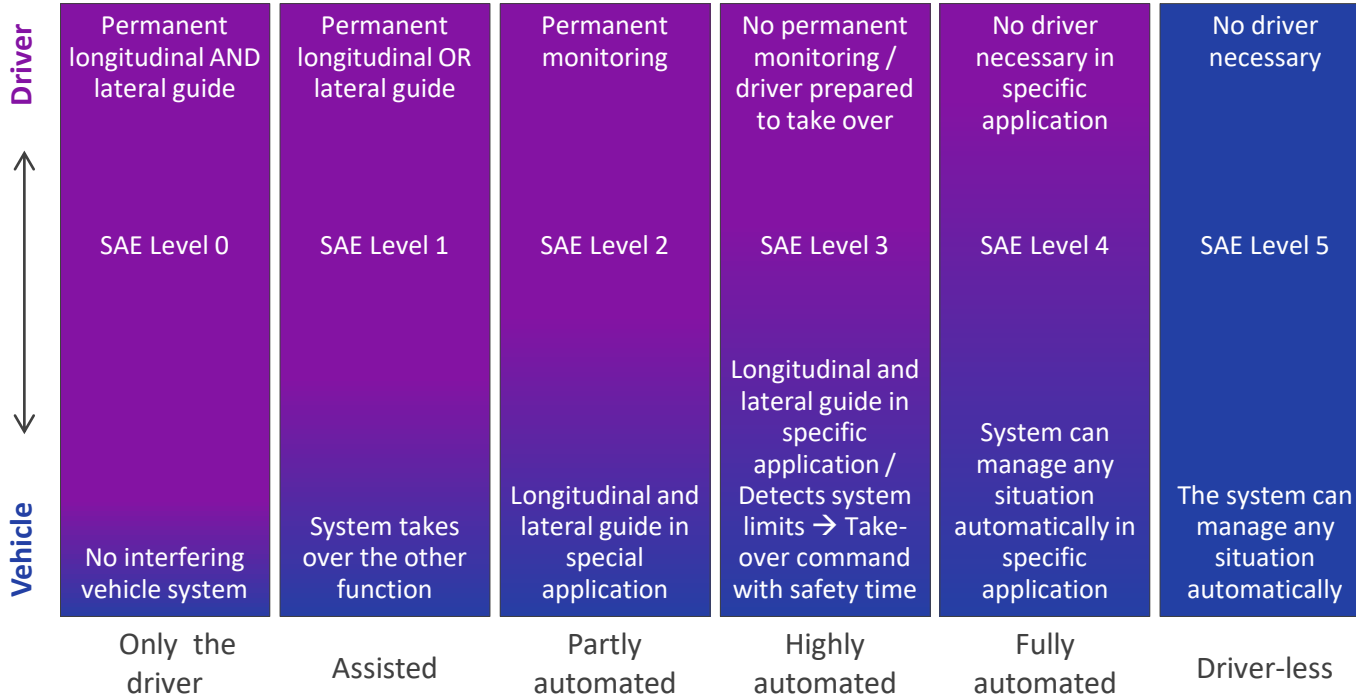 Driver
Vehicle
Permanent
longitudinal AND
lateral guide
SAE Level 0
No interfering
vehicle system
Only the
driver
Permanent
longitudinal OR
lateral guide
SAE Level 1
System takes
over the other
function
Assisted
Permanent
monitoring
SAE Level 2
Longitudinal and
lateral guide in
special
application
Partly
automated
No permanent
monitoring /
driver prepared
to take over
SAE Level 3
Longitudinal and
lateral guide in
specific
application /
Detects system
limits → Take-
over command
with safety time
Highly
automated
No driver
necessary in
specific
application
SAE Level 4
System can
manage any
situation
automatically in
specific
application
Fully
automated
No driver
necessary
SAE Level 5
The system can
manage any
situation
automatically
Driver-less